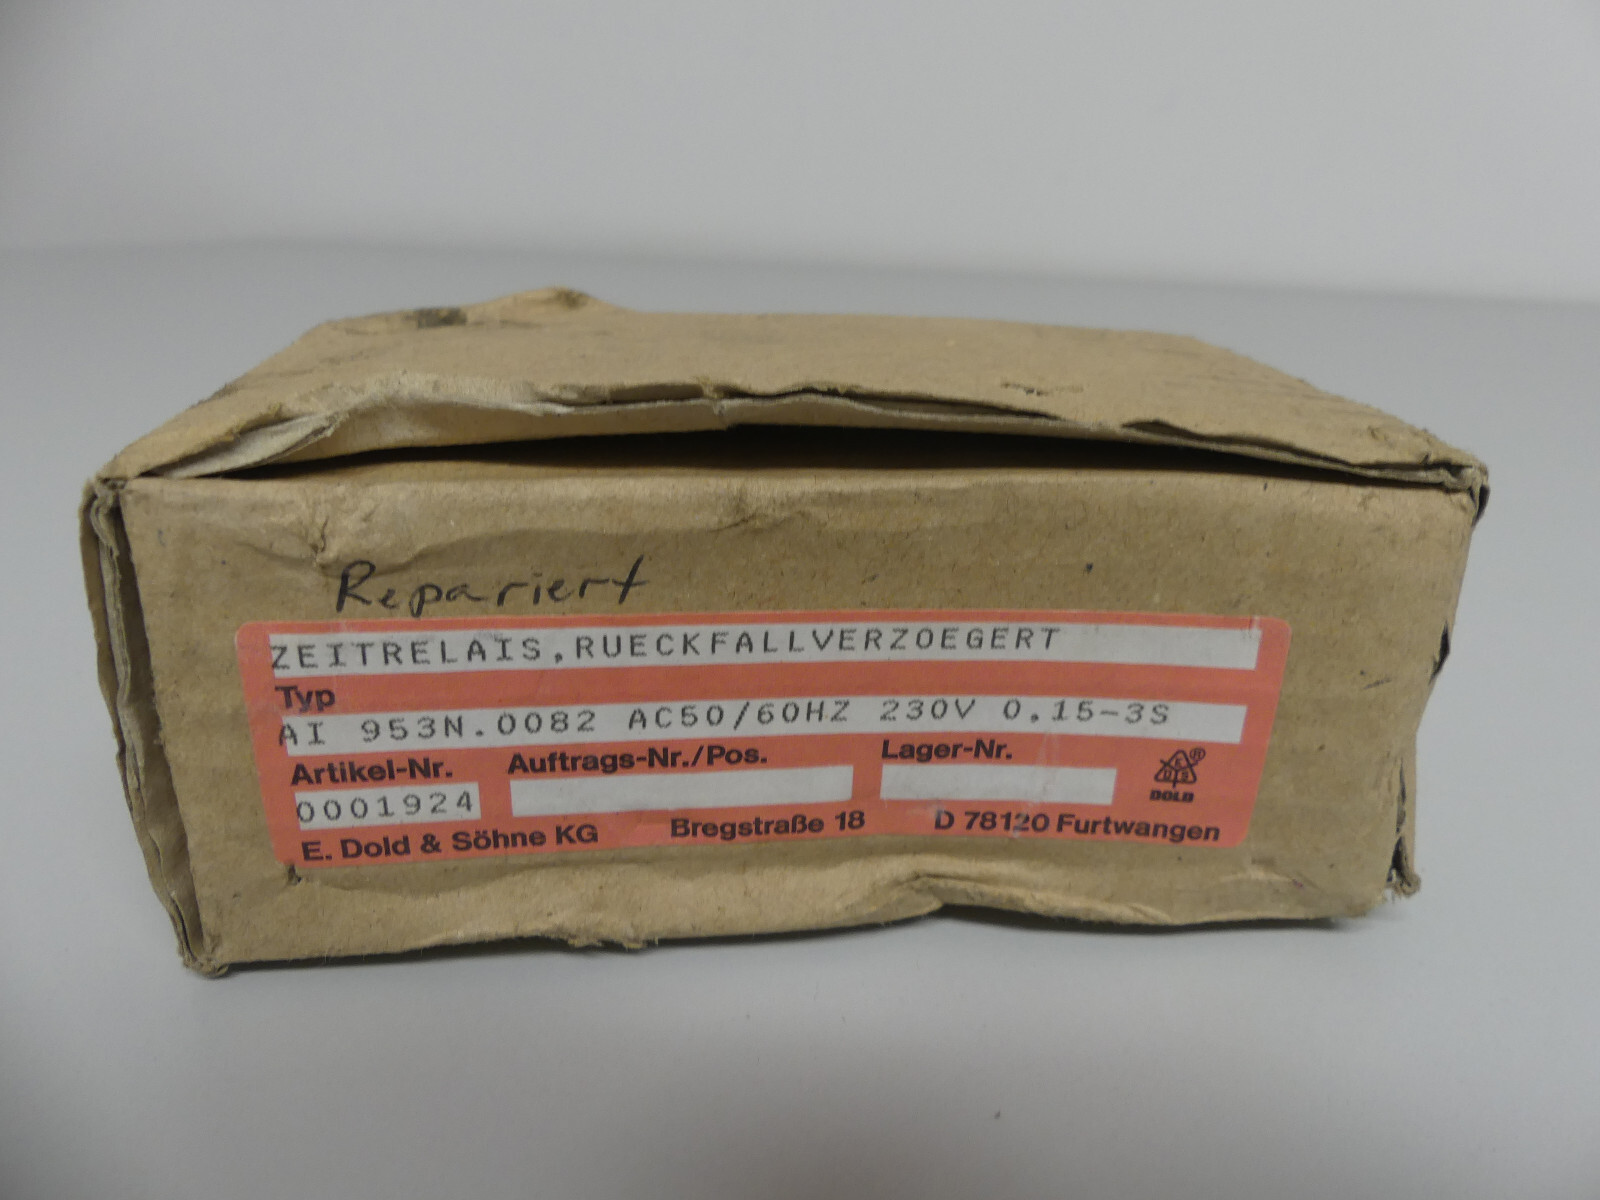 Repariert
ZEITRELAIS,RUECKFALLVERZOEGERT
Typ
AI 953N.0082 AC50/60HZ 230V 0,15-3S
Artikel-Nr. Auftrags-Nr./Pos. Lager-Nr.
0001924
®
DOLD
E. Dold & Söhne KG Bregstraße 18 D 78120 Furtwangen